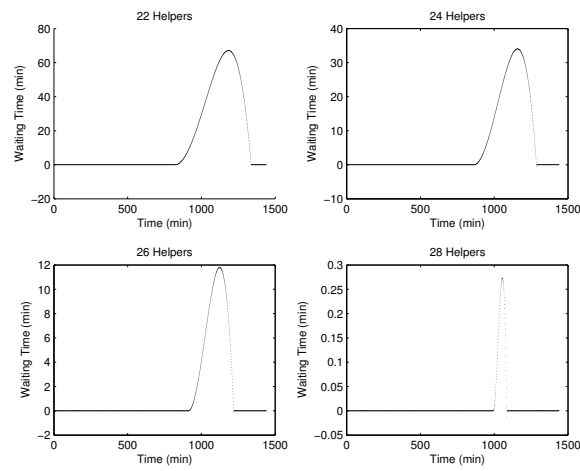 22 Helpers
80
60
40
20
0
−20
0 500 1000 1500
Waiting Time (min)
Time (min)
24 Helpers
40
30
20
10
0
−10
0 500 1000 1500
Waiting Time (min)
Time (min)
26 Helpers
12
10
8
6
4
2
0
−2
0 500 1000 1500
Waiting Time (min)
Time (min)
28 Helpers
0.3
0.25
0.2
0.15
0.1
0.05
0
−0.05
0 500 1000 1500
Waiting Time (min)
Time (min)